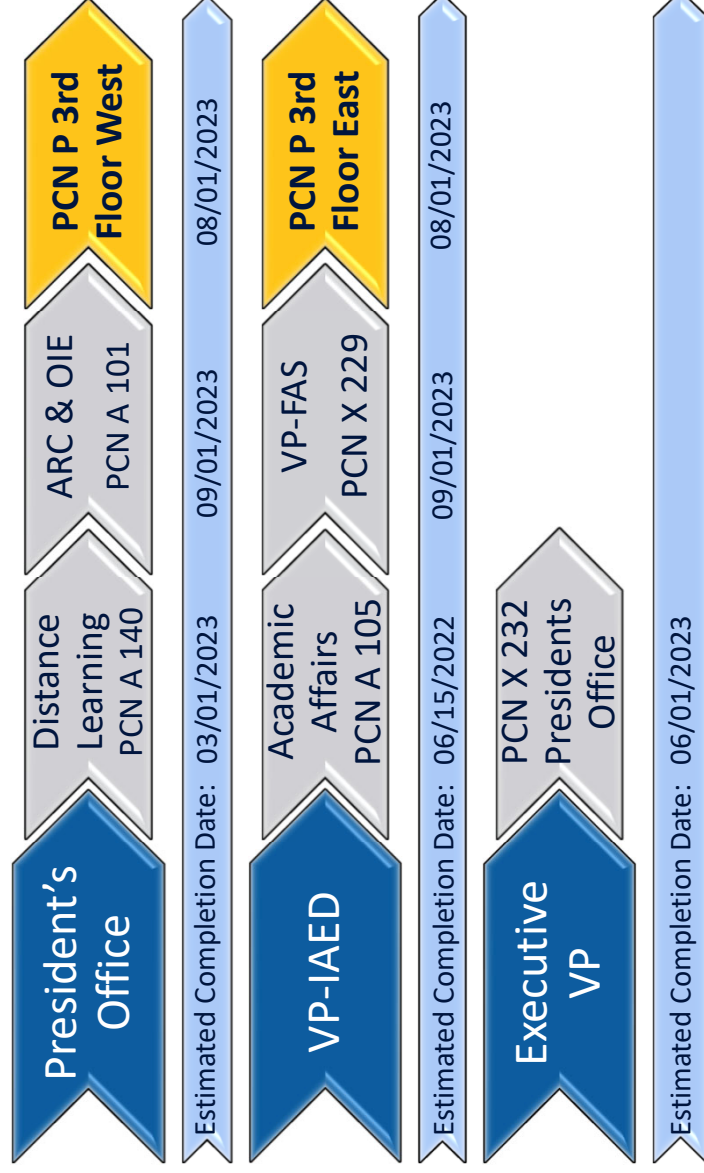 President's
Office
Distance
Learning
PCN A 140
ARC & OIE
PCN A 101
PCN P 3rd
Floor West
Estimated Completion Date: 03/01/2023 09/01/2023 08/01/2023
VP-IAED
Academic
Affairs
PCN A 105
VP-FAS
PCN X 229
PCN P 3rd
Floor East
Estimated Completion Date: 06/15/2022 09/01/2023 08/01/2023
Executive
VP
PCN X 232
Presidents
Office
Estimated Completion Date: 06/01/2023